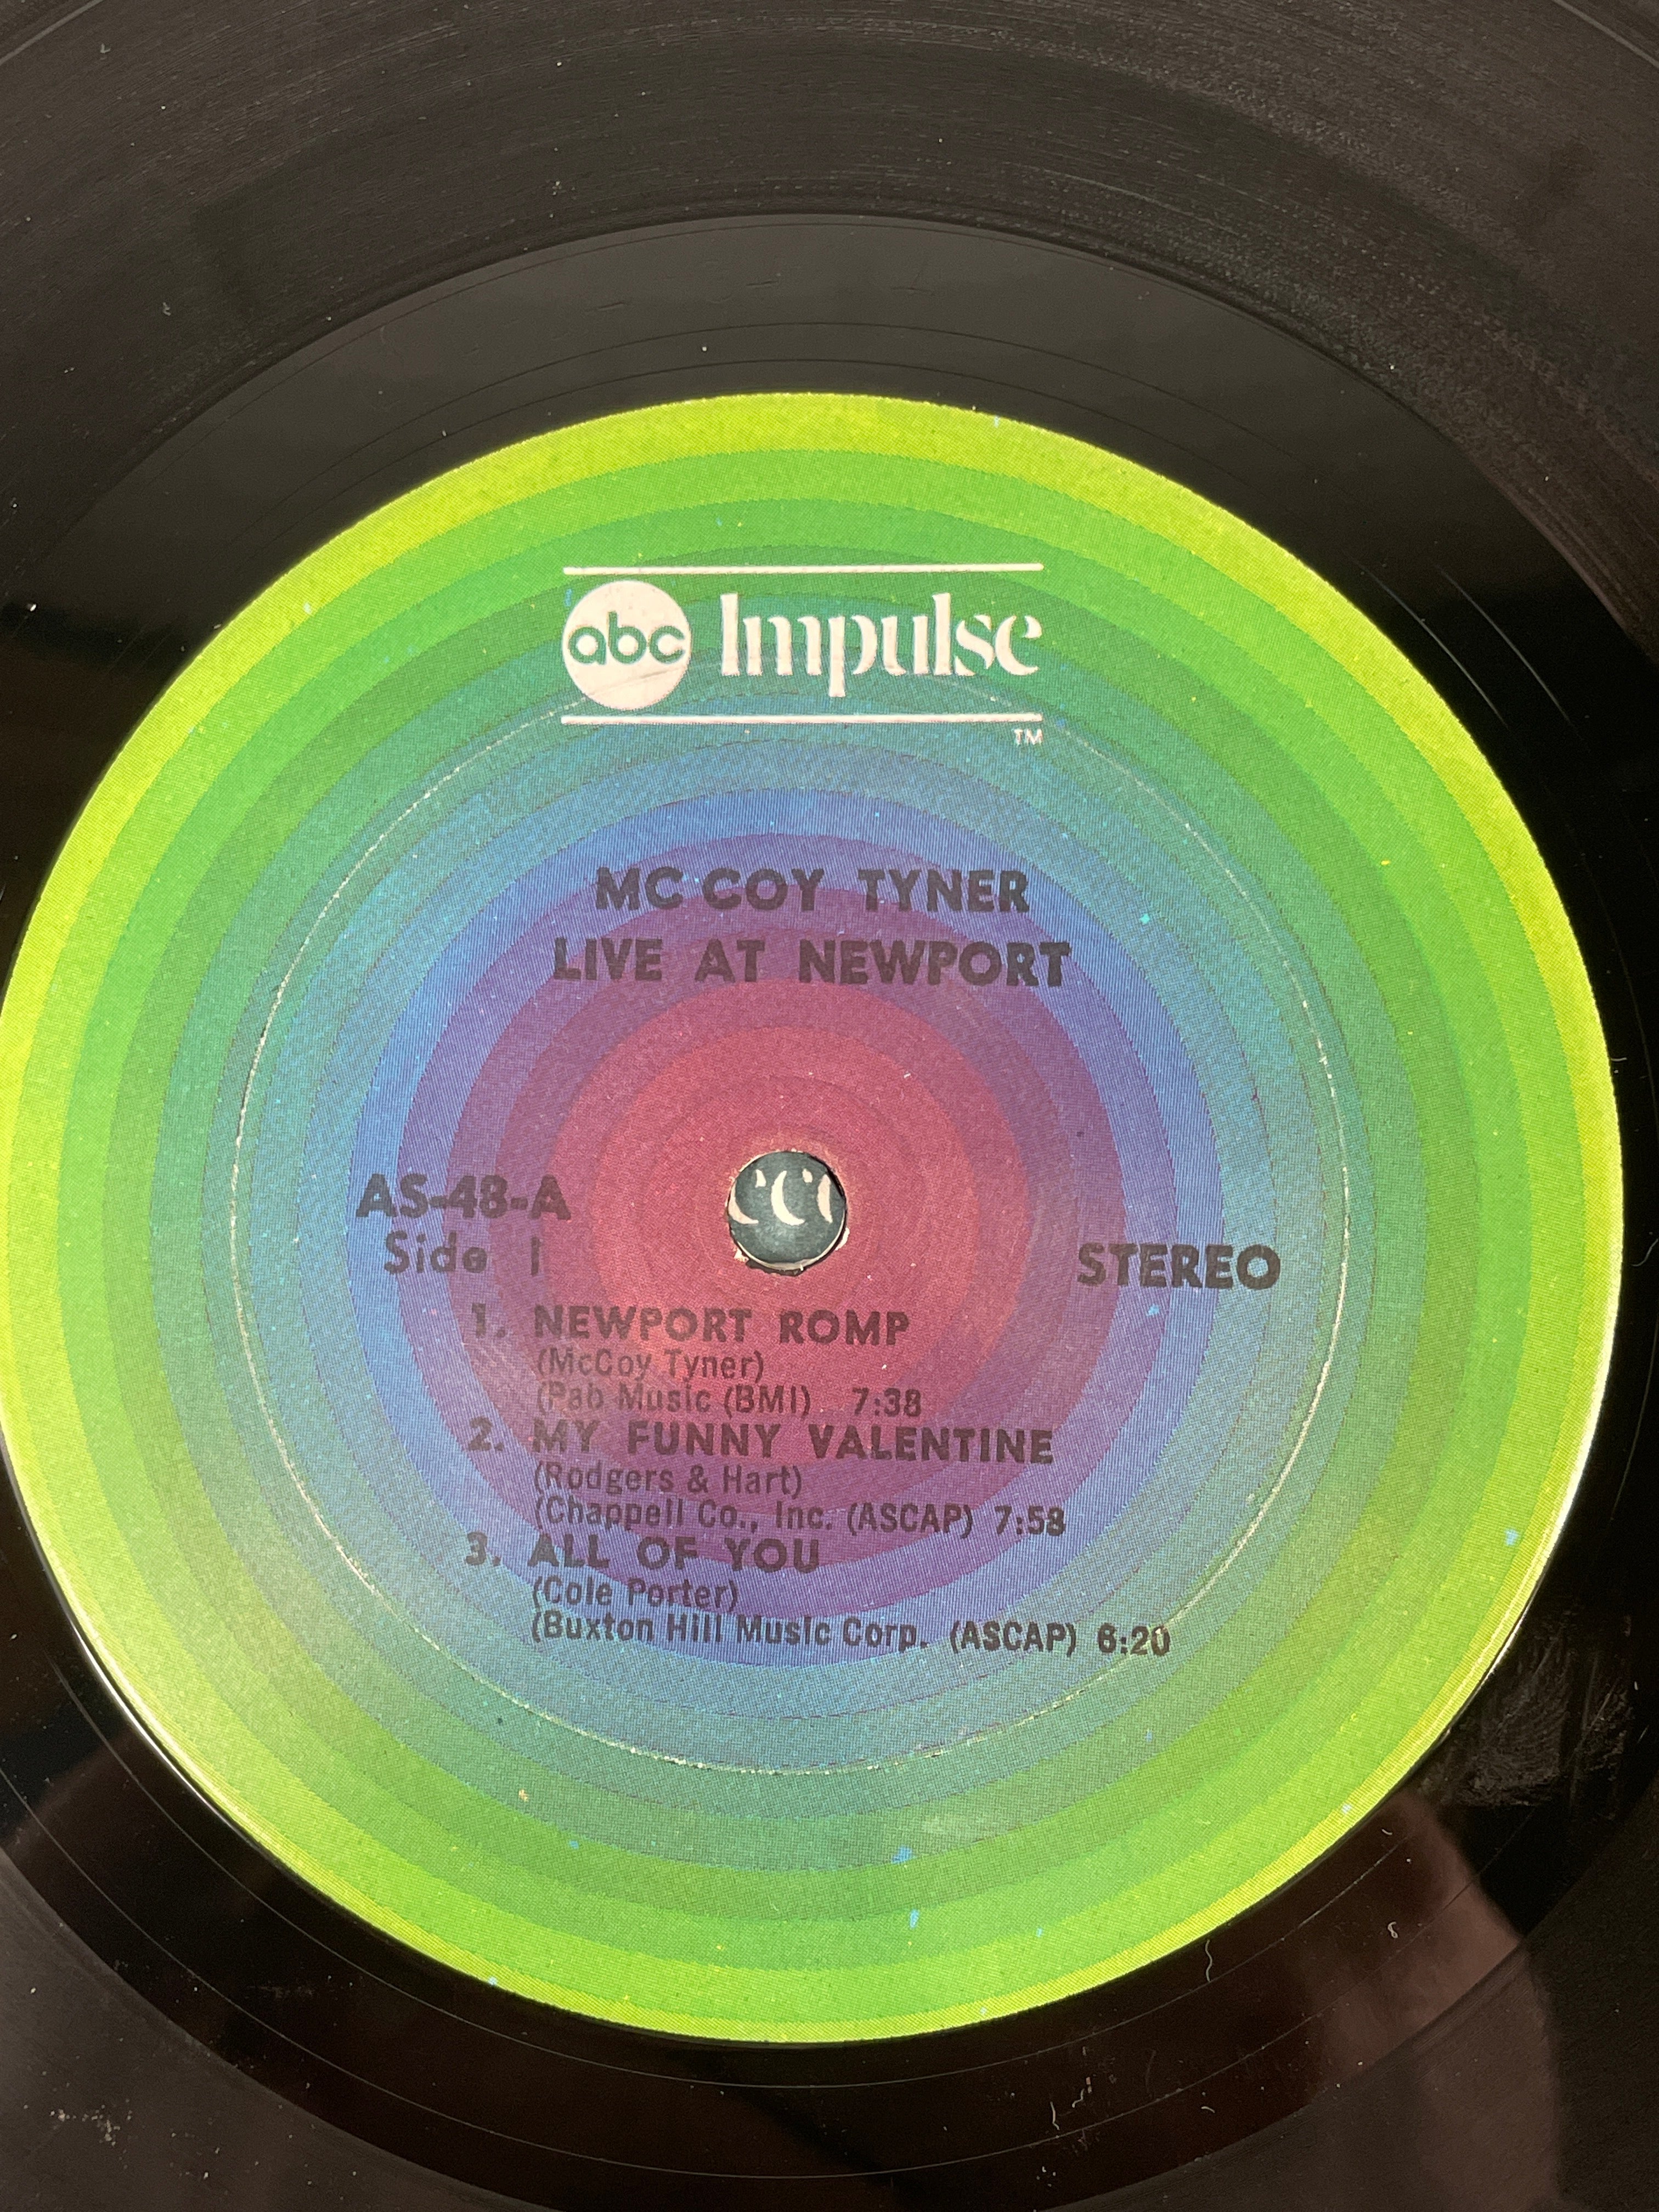 abc Impulse
TM
MC COY TYNER
LIVE AT NEWPORT
AS-48-A
Side 1
STEREO
1. NEWPORT ROMP
(McCoy Tyner)
(Pab Music (BMI) 7:38
2. MY FUNNY VALENTINE
(Rodgers & Hart)
(Chappell Co., Inc. (ASCAP) 7:58
3. ALL OF YOU
(Cole Porter)
(Buxton Hill Music Corp. (ASCAP) 6:20